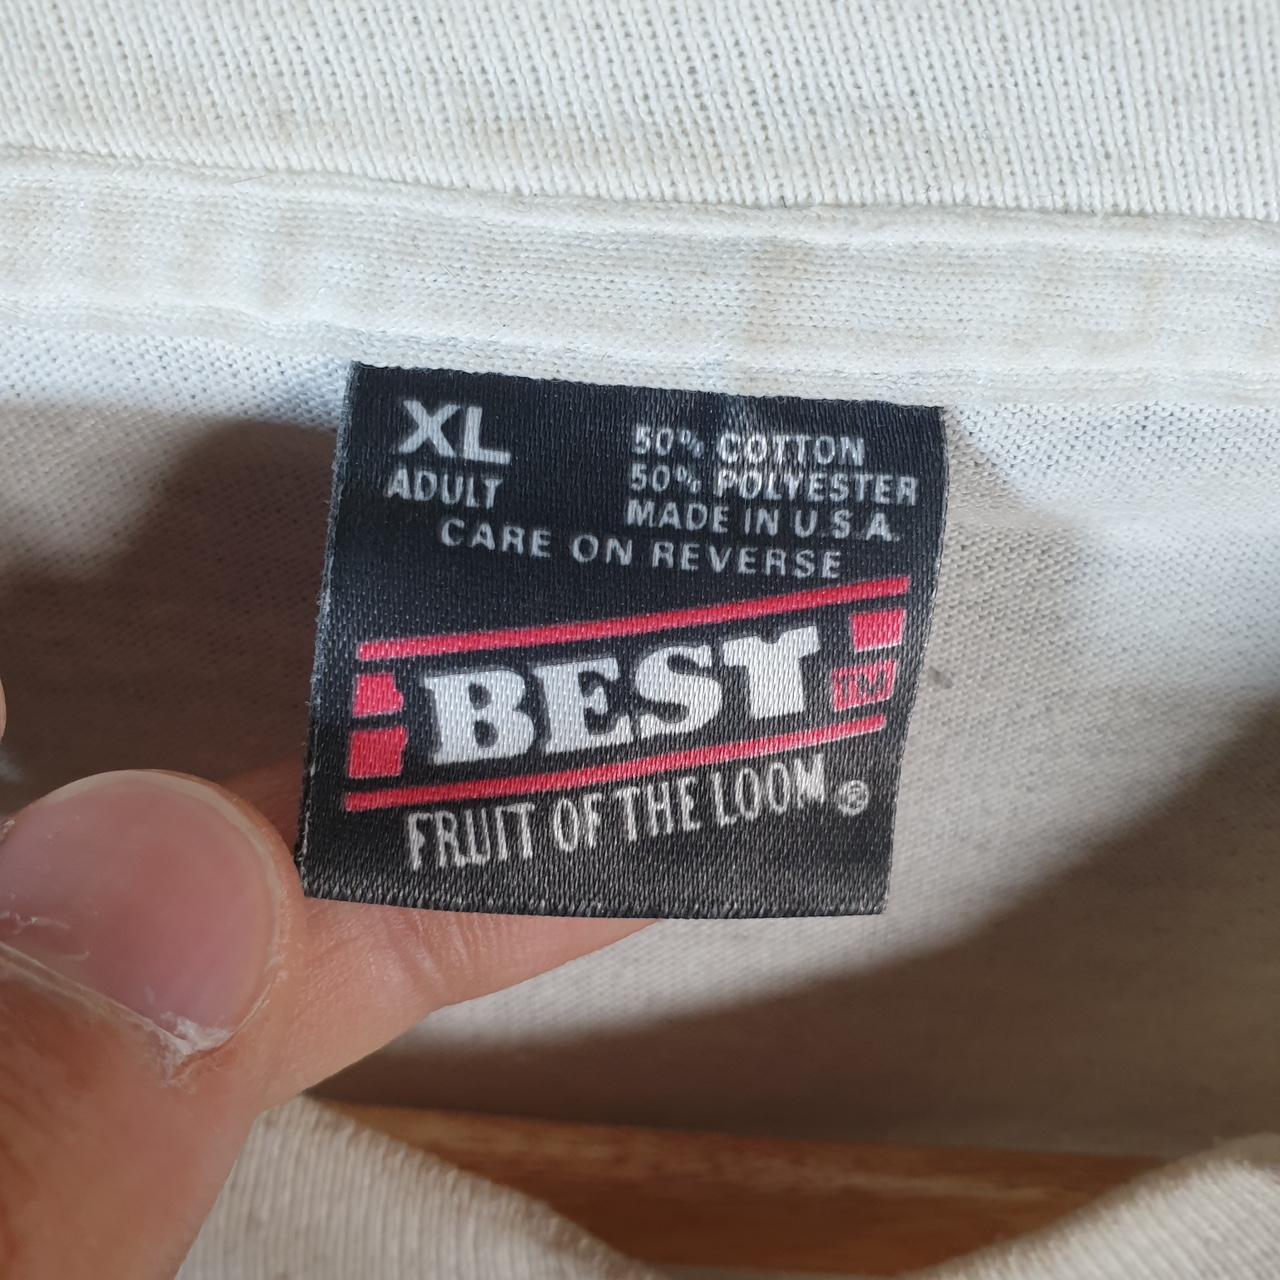 XL
ADULT
50% COTTON
50% POLYESTER
MADE IN U.S.A.
CARE ON REVERSE
BEST
TM
FRUIT OF THE LOOM®